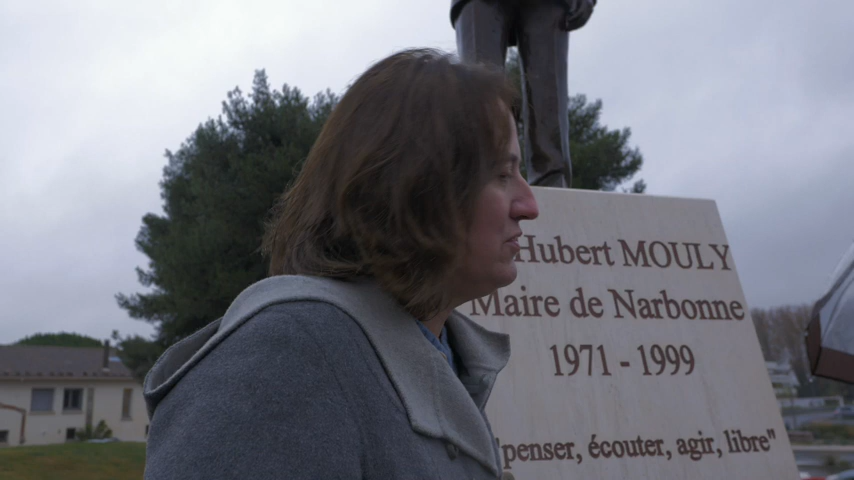 Hubert MOULY
Maire de Narbonne
1971 - 1999
"penser, écouter, agir, libre"